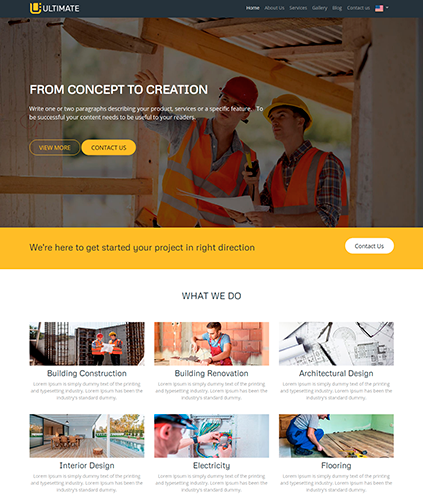 ULTIMATE
Home About Us Services Gallery Blog Contact us
FROM CONCEPT TO CREATION
Write one or two paragraphs describing your product, services or a specific feature. To
be successful your content needs to be useful to your readers.
VIEW MORE CONTACT US
We're here to get started your project in right direction
Contact Us
WHAT WE DO
Building Construction Building Renovation Architectural Design
Lorem Ipsum is simply dummy text of the printing Lorem Ipsum is simply dummy text of the printing Lorem Ipsum is simply dummy text of the printing
and typesetting industry. Lorem Ipsum has been the and typesetting industry. Lorem Ipsum has been the and typesetting industry. Lorem Ipsum has been the
industry's standard dummy. industry's standard dummy. industry's standard dummy.
Interior Design Electricity Flooring
Lorem Ipsum is simply dummy text of the printing Lorem Ipsum is simply dummy text of the printing Lorem Ipsum is simply dummy text of the printing
and typesetting industry. Lorem Ipsum has been the and typesetting industry. Lorem Ipsum has been the and typesetting industry. Lorem Ipsum has been the
industry's standard dummy. industry's standard dummy. industry's standard dummy.